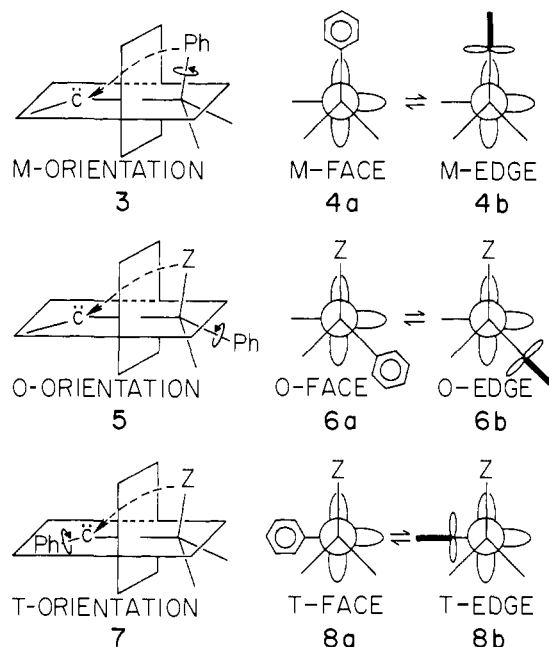 Ph
C̈
M-ORIENTATION
3
M-FACE
4a
⇌
M-EDGE
4b
Z
C̈
Ph
O-ORIENTATION
5
Z
O-FACE
6a
⇌
Z
O-EDGE
6b
Z
Ph C̈
T-ORIENTATION
7
Z
T-FACE
8a
⇌
Z
T-EDGE
8b